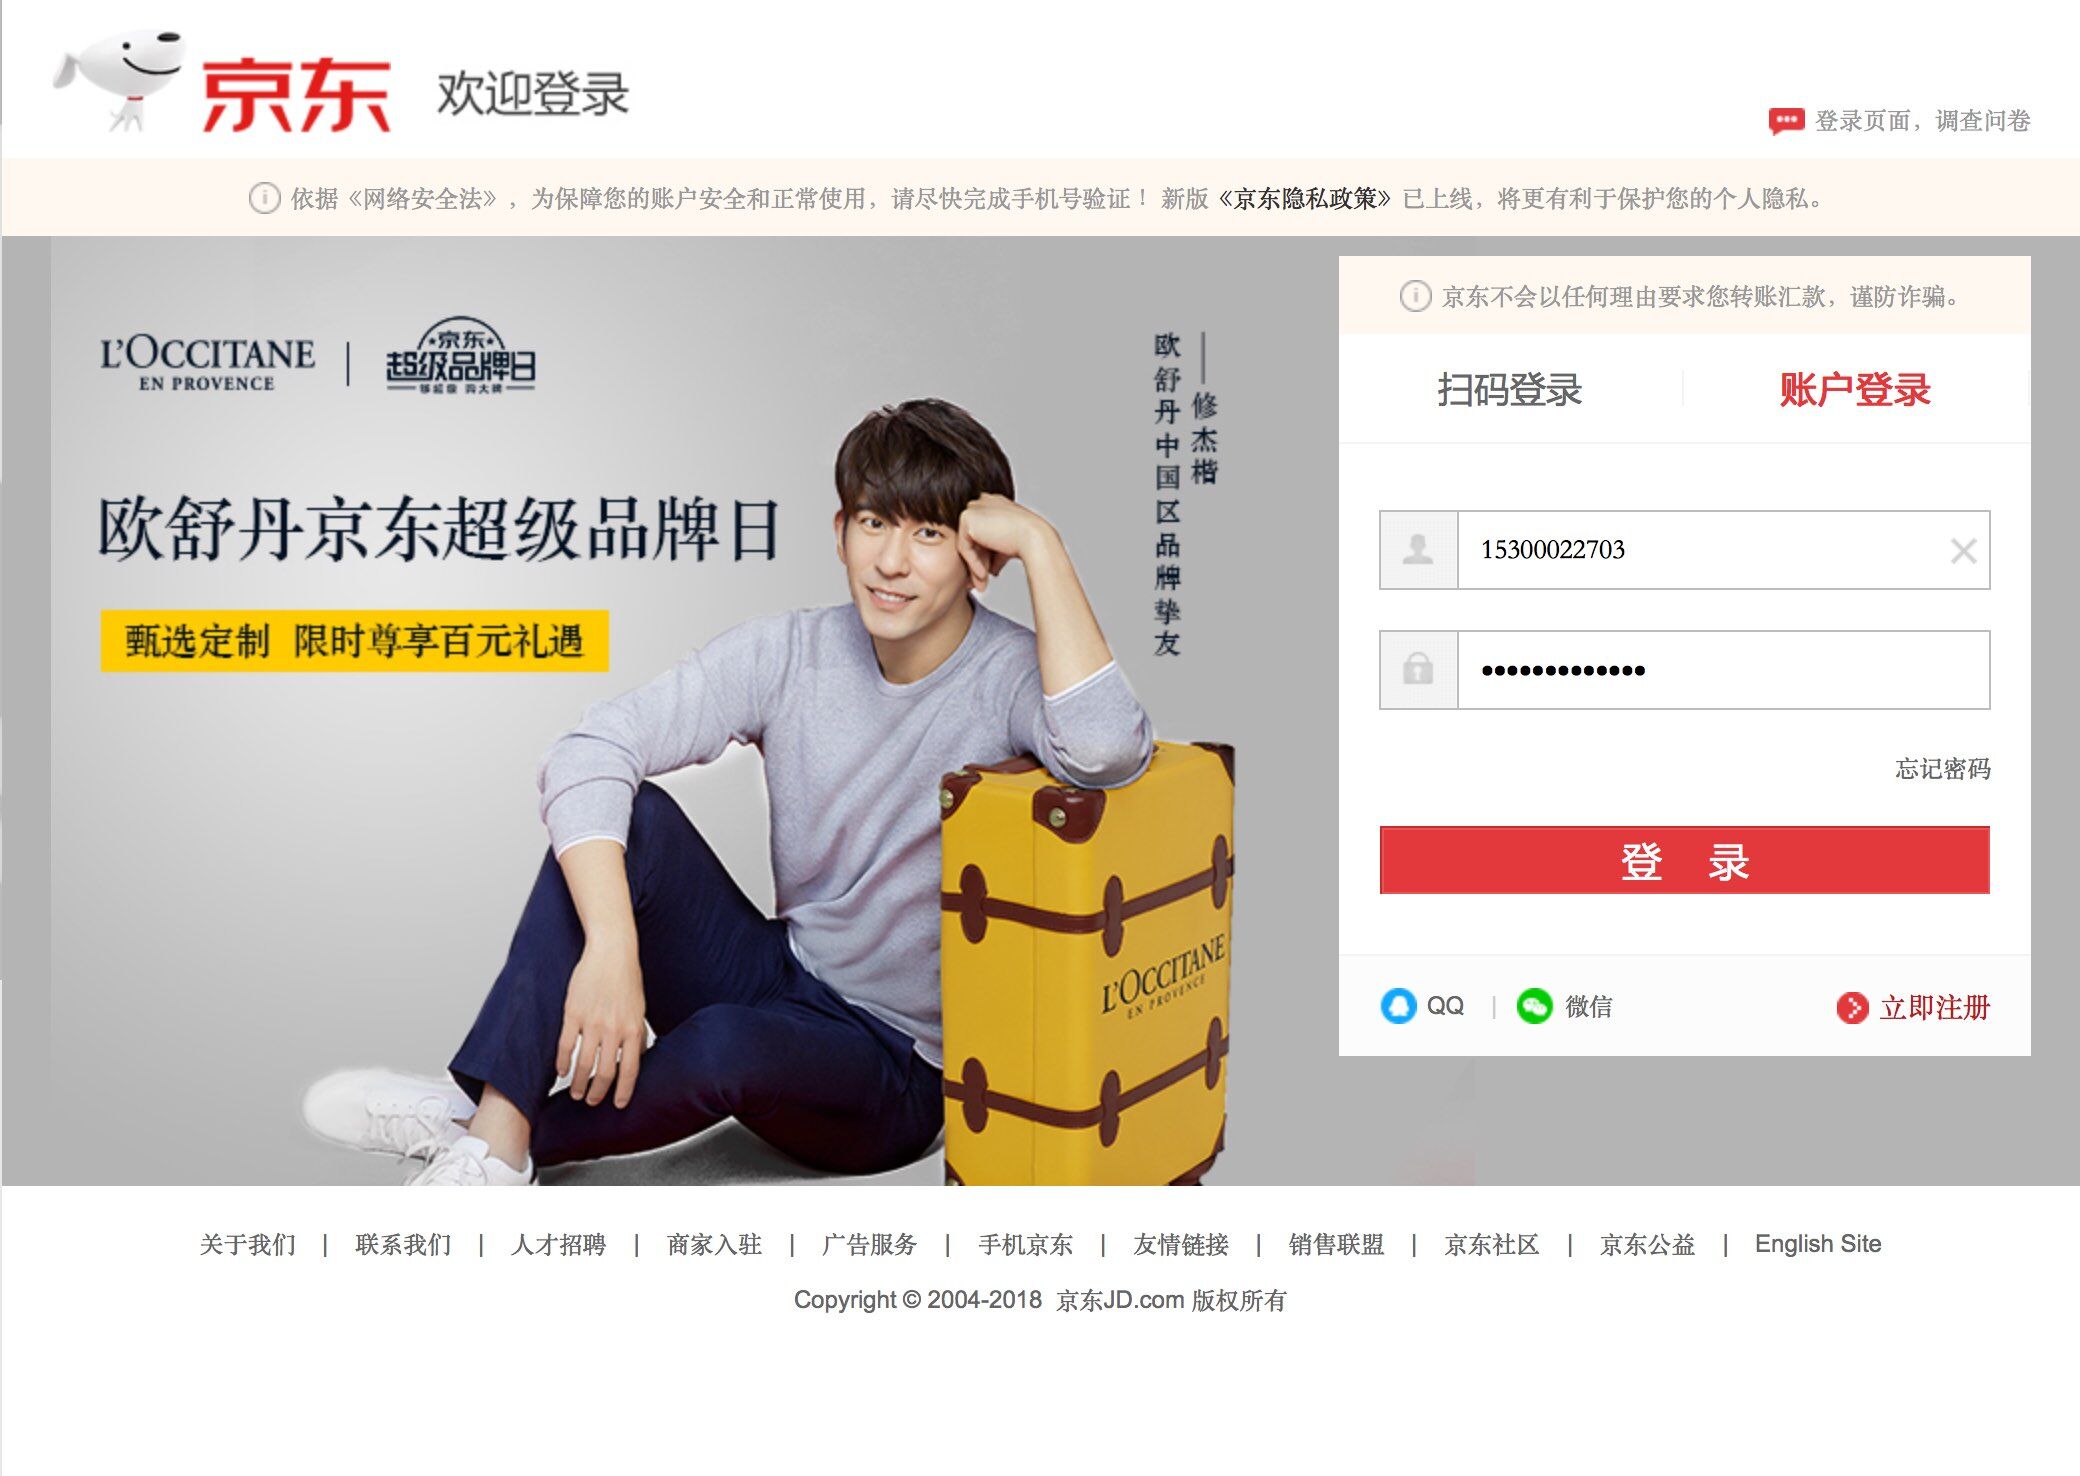 京东 欢迎登录
登录页面，调查问卷
依据《网络安全法》，为保障您的账户安全和正常使用，请尽快完成手机号验证！ 新版《京东隐私政策》已上线，将更有利于保护您的个人隐私。
L'OCCITANE
EN PROVENCE
京东
超级品牌日
欧舒丹京东超级品牌日
甄选定制 限时尊享百元礼遇
——修杰楷
欧舒丹中国区品牌挚友
L'OCCITANE
EN PROVENCE
京东不会以任何理由要求您转账汇款，谨防诈骗。
扫码登录
账户登录
15300022703
•••••••••••••
忘记密码
登 录
QQ | 微信
立即注册
关于我们 | 联系我们 | 人才招聘 | 商家入驻 | 广告服务 | 手机京东 | 友情链接 | 销售联盟 | 京东社区 | 京东公益 | English Site
Copyright © 2004-2018 京东JD.com 版权所有